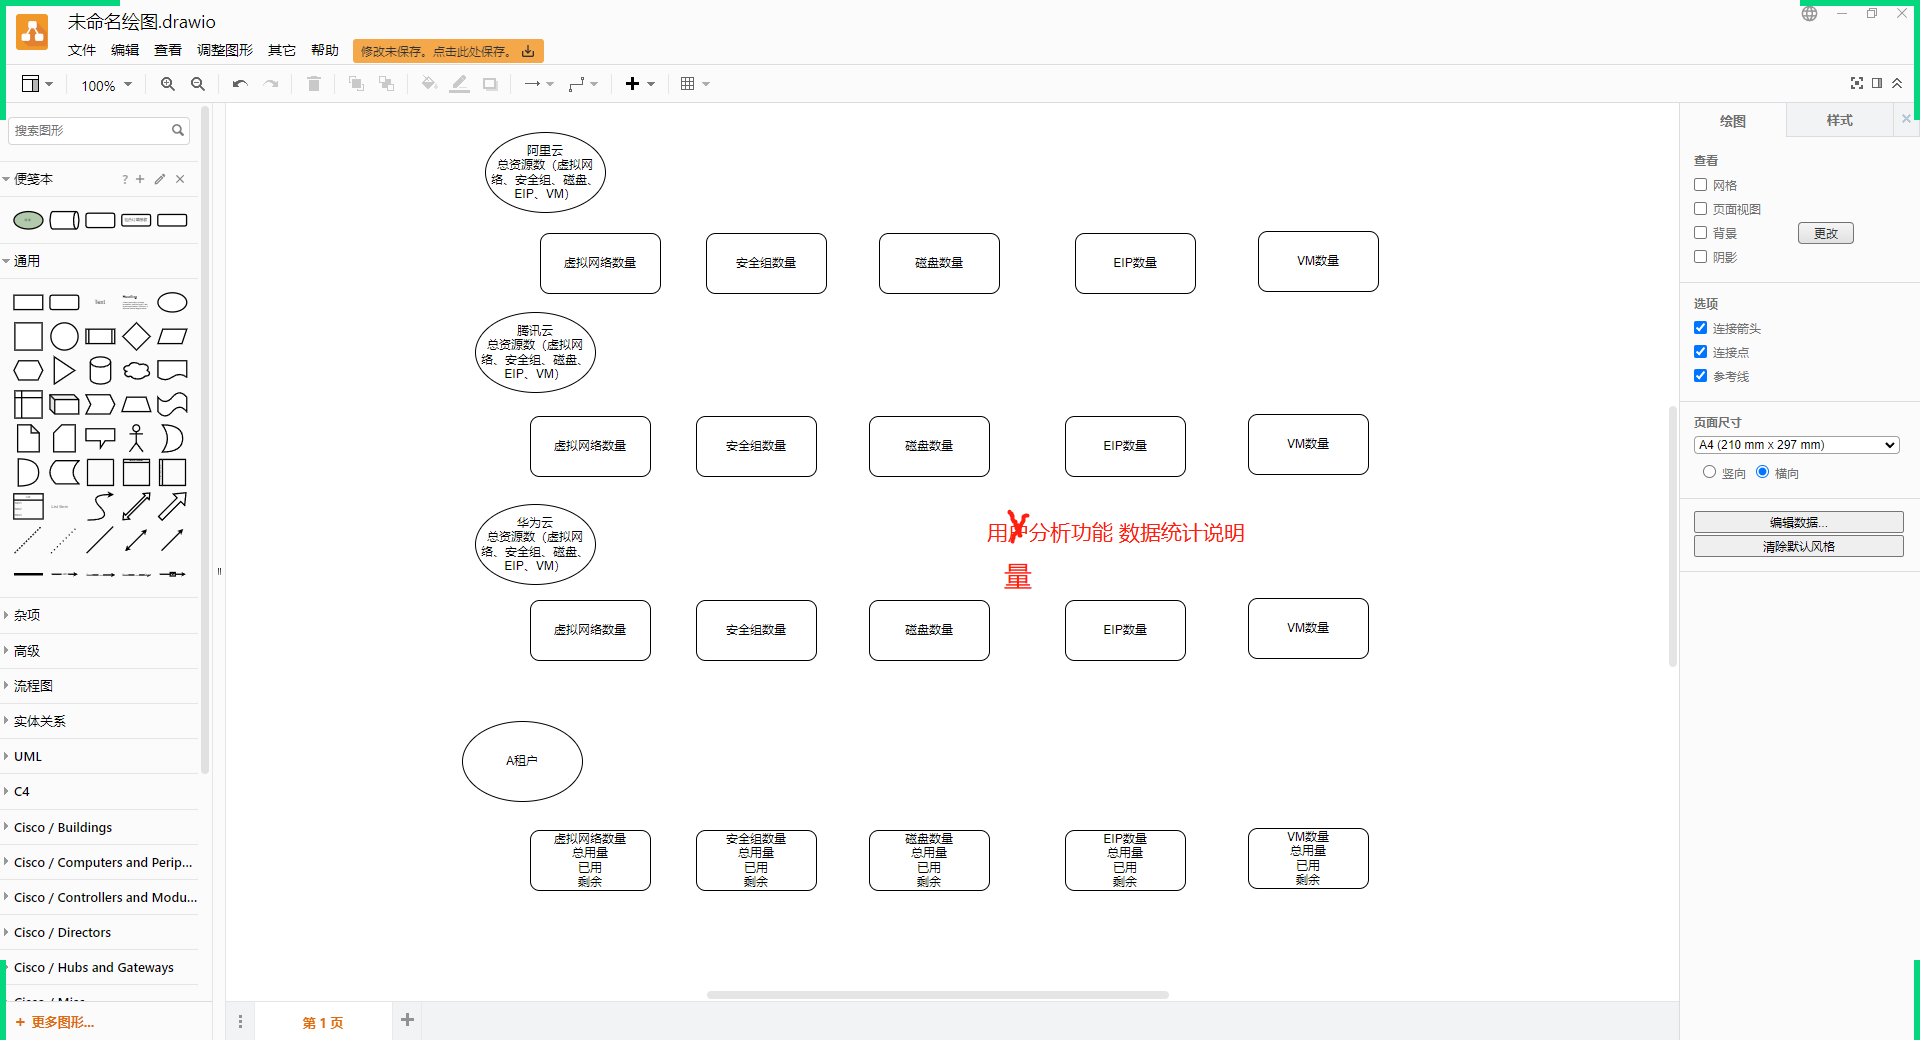 未命名绘图.drawio
文件 编辑 查看 调整图形 其它 帮助
修改未保存。点击此处保存。
100%
搜索图形
便笺本
?
通用
Text
Heading
杂项
高级
流程图
实体关系
UML
C4
Cisco / Buildings
Cisco / Computers and Perip...
Cisco / Controllers and Modu...
Cisco / Directors
Cisco / Hubs and Gateways
Cisco / Misc
+ 更多图形...
阿里云
总资源数（虚拟网
络、安全组、磁盘、
EIP、VM）
虚拟网络数量
安全组数量
磁盘数量
EIP数量
VM数量
腾讯云
总资源数（虚拟网
络、安全组、磁盘、
EIP、VM）
虚拟网络数量
安全组数量
磁盘数量
EIP数量
VM数量
华为云
总资源数（虚拟网
络、安全组、磁盘、
EIP、VM）
用户分析功能 数据统计说明
量
虚拟网络数量
安全组数量
磁盘数量
EIP数量
VM数量
A租户
虚拟网络数量
总用量
已用
剩余
安全组数量
总用量
已用
剩余
磁盘数量
总用量
已用
剩余
EIP数量
总用量
已用
剩余
VM数量
总用量
已用
剩余
第 1 页
绘图
样式
查看
网格
页面视图
背景
更改
阴影
选项
连接箭头
连接点
参考线
页面尺寸
A4 (210 mm x 297 mm)
竖向 横向
编辑数据...
清除默认风格